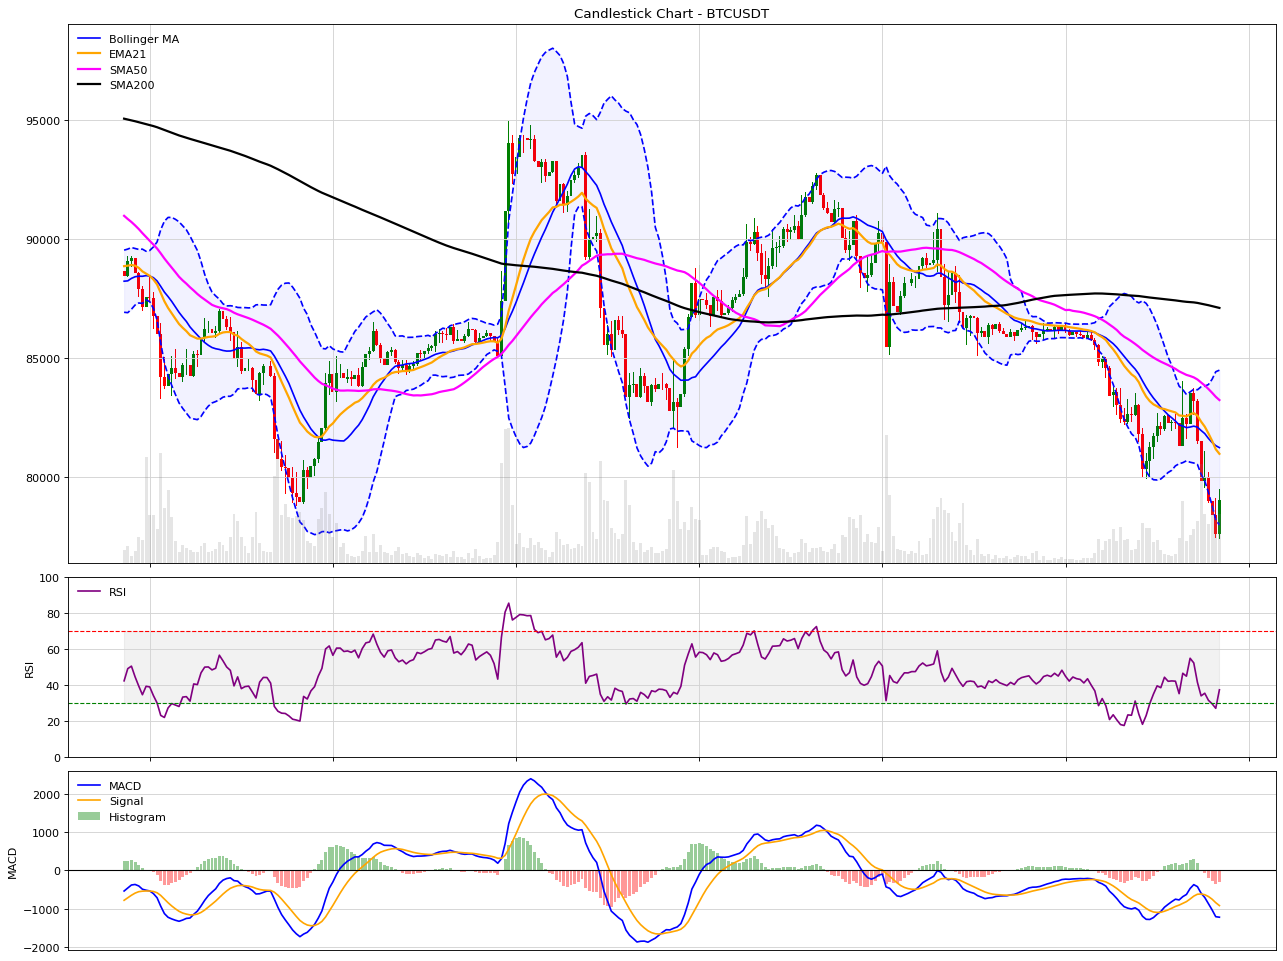 Candlestick Chart - BTCUSDT
Bollinger MA
EMA21
SMA50
SMA200
95000
90000
85000
80000
100
RSI
80
60
RSI
40
20
0
MACD
2000
Signal
Histogram
1000
MACD
0
−1000
−2000